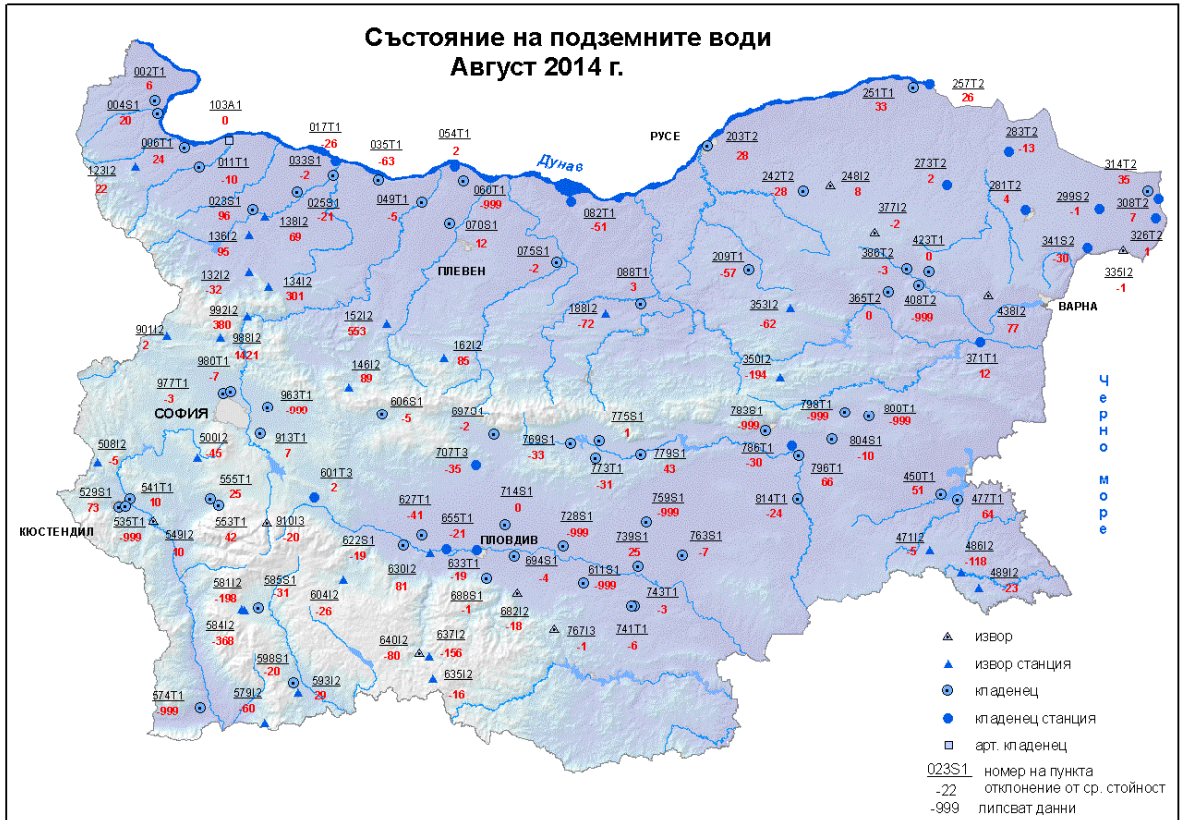 Състояние на подземните води
Август 2014 г.
002T1
6
004S1
20
103A1
0
017T1
-26
006T1
24
011T1
-10
033S1
-2
035T1
-63
054T1
2
Дунав
РУСЕ
203T2
28
251T1
33
257T2
26
283T2
-13
123I2
22
023S1
96
025S1
-21
049T1
-5
060T1
-999
242T2
-28
248I2
8
273T2
2
281T2
4
299S2
-1
314T2
35
308T2
7
138I2
69
136I2
95
070S1
12
082T1
-51
377I2
-2
386T2
-3
423T1
0
341S2
-30
326T2
1
335I2
-1
132I2
-32
134I2
301
ПЛЕВЕН
075S1
-2
088T1
3
209T1
-57
365T2
0
408T2
-999
ВАРНА
992I2
380
901I2
2
988I2
1421
152I2
553
188I2
-72
353I2
-62
438I2
77
980T1
-7
977T1
-3
162I2
85
146I2
89
350I2
-194
371T1
12
СОФИЯ
963T1
-999
606S1
-5
-2
775S1
1
783S1
-999
798T1
-999
800T1
-999
Черно море
508I2
-5
500I2
-45
913T1
7
707T3
-35
769S1
-33
773T1
-31
779S1
43
786T1
-30
804S1
-10
796T1
66
529S1
73
541T1
10
555T1
25
601T3
2
627T1
-41
714S1
0
759S1
-999
814T1
-24
450T1
51
477T1
64
КЮСТЕНДИЛ
535T1
-999
549I2
40
553T1
42
910I3
-20
622S1
-19
655T1
-21
ПЛОВДИВ
728S1
-999
739S1
25
763S1
-7
471I2
-5
486I2
-118
489I2
-23
581I2
-198
585S1
-31
604I2
-26
630I2
81
633T1
-19
694S1
-4
611S1
-999
688S1
-1
682I2
-18
743T1
-3
584I2
-368
640I2
-80
637I2
-156
767I3
-1
741T1
-6
598S1
-20
593I2
29
635I2
-16
574T1
-999
579I2
-60
извор
извор станция
кладенец
кладенец станция
арт. кладенец
023S1 номер на пункта
-22 отклонение от ср. стойност
-999 липсват данни